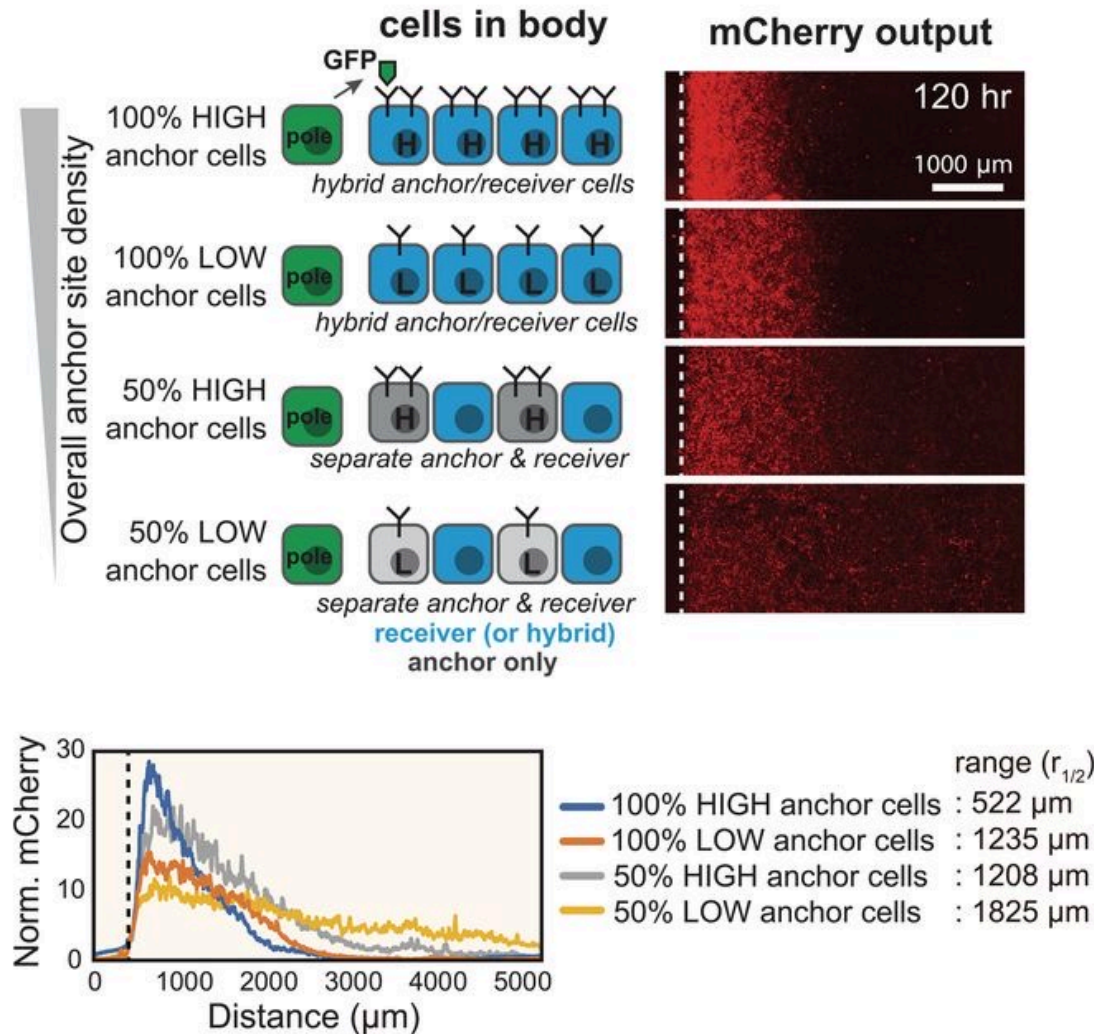 cells in body
mCherry output
GFP
Overall anchor site density
100% HIGH
anchor cells
pole
H
H
H
H
hybrid anchor/receiver cells
120 hr
1000 µm
100% LOW
anchor cells
pole
L
L
L
L
hybrid anchor/receiver cells
50% HIGH
anchor cells
pole
H
H
separate anchor & receiver
50% LOW
anchor cells
pole
L
L
separate anchor & receiver
receiver (or hybrid)
anchor only
Norm. mCherry
30
20
10
0
0
1000
2000
3000
4000
5000
Distance (µm)
range (r1/2)
100% HIGH anchor cells : 522 µm
100% LOW anchor cells : 1235 µm
50% HIGH anchor cells : 1208 µm
50% LOW anchor cells : 1825 µm